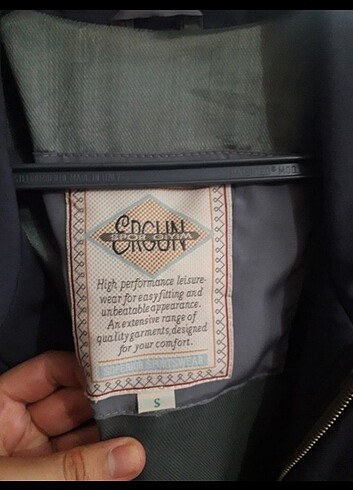 ERGUN
SPOR GİYİM
High performance leisure-
wear for easy fitting and
unbeatable appearance.
An extensive range of
quality garments, designed
for your comfort.
S